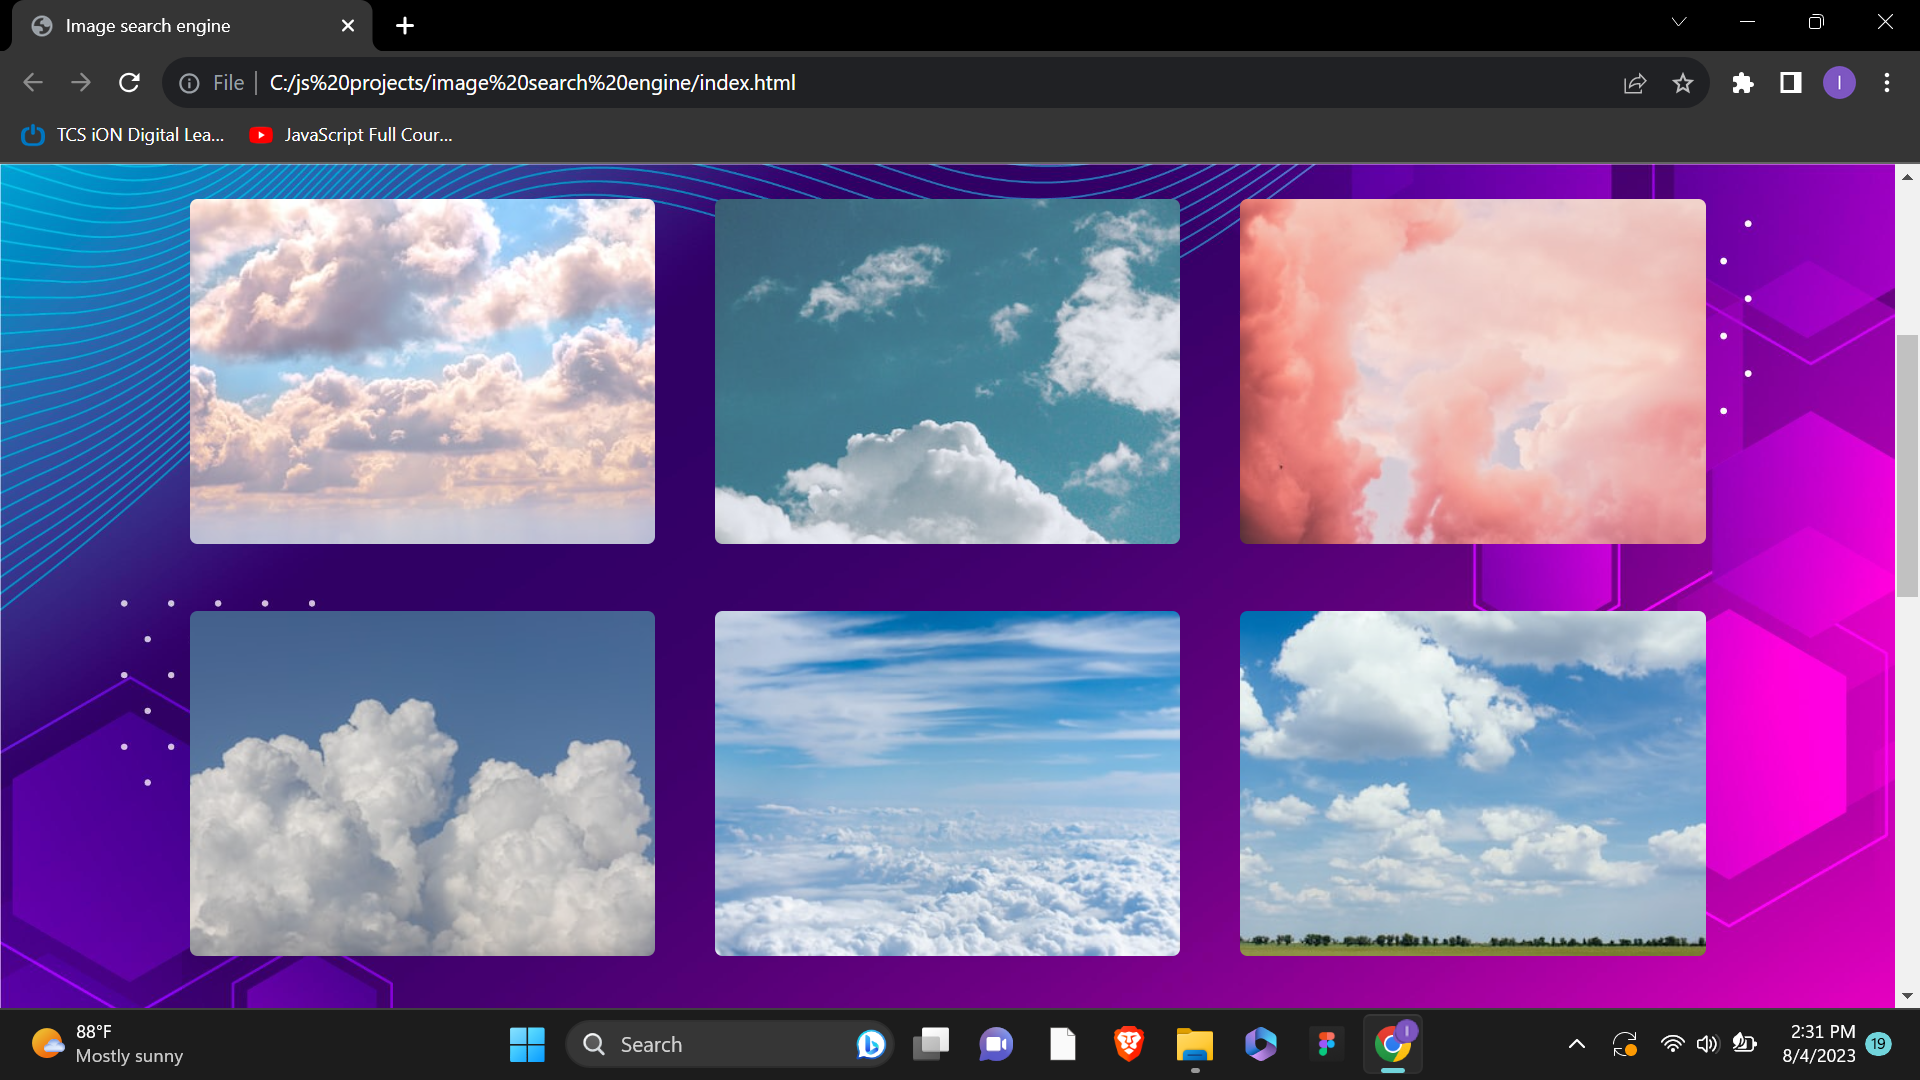 Image search engine
File
C:/js%20projects/image%20search%20engine/index.html
I
TCS iON Digital Lea...
JavaScript Full Cour...
88°F
Mostly sunny
Search
I
2:31 PM
8/4/2023
19